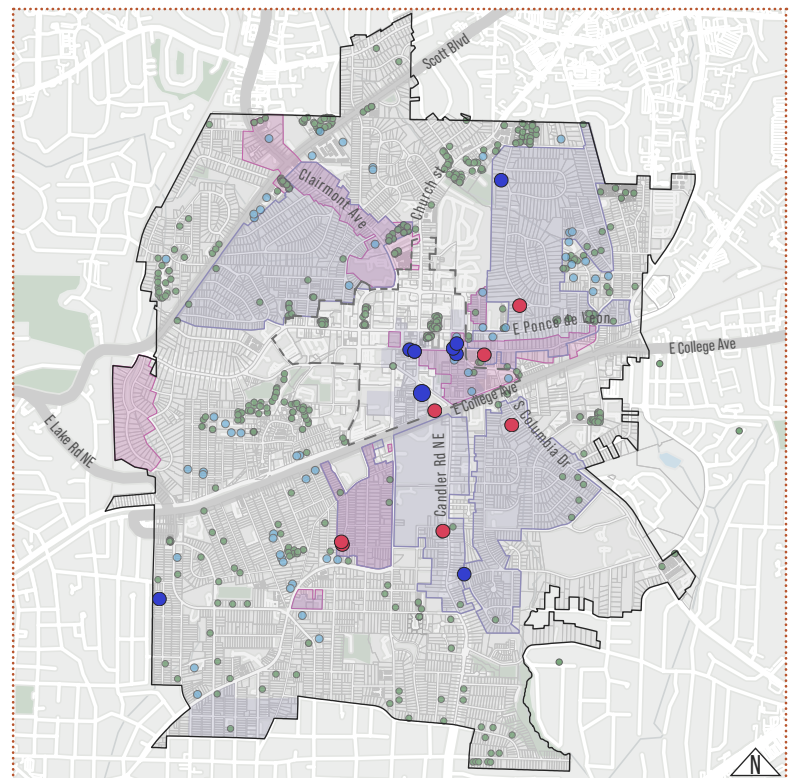 Scott Blvd
Church st
Clairmont Ave
E Ponce de Leon
E College Ave
E College Ave
S Columbia Dr
E Lake Rd NE
Candler Rd NE
N